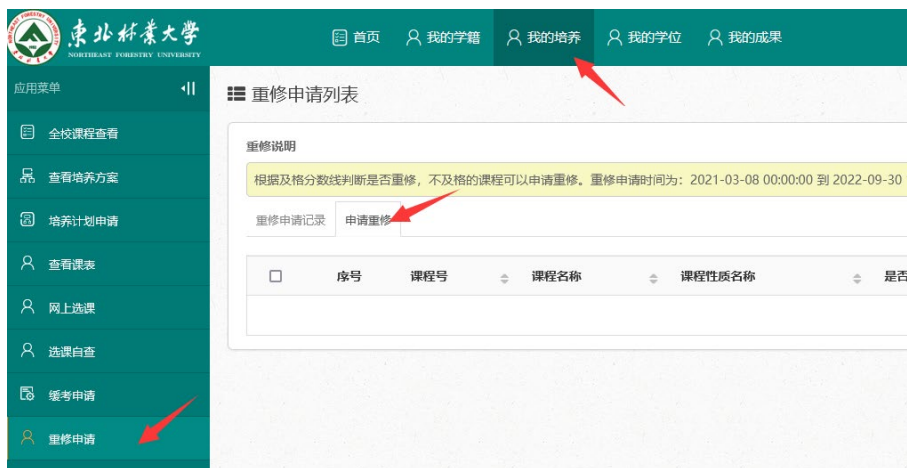 東北林業大學
NORTHEAST FORESTRY UNIVERSITY
首页 我的学籍 我的培养 我的学位 我的成果
应用菜单
全校课程查看
查看培养方案
培养计划申请
查看课表
网上选课
选课自查
缓考申请
重修申请
重修申请列表
重修说明
根据及格分数线判断是否重修，不及格的课程可以申请重修。重修申请时间为：2021-03-08 00:00:00 到 2022-09-30
重修申请记录 申请重修
序号 课程号 课程名称 课程性质名称 是否